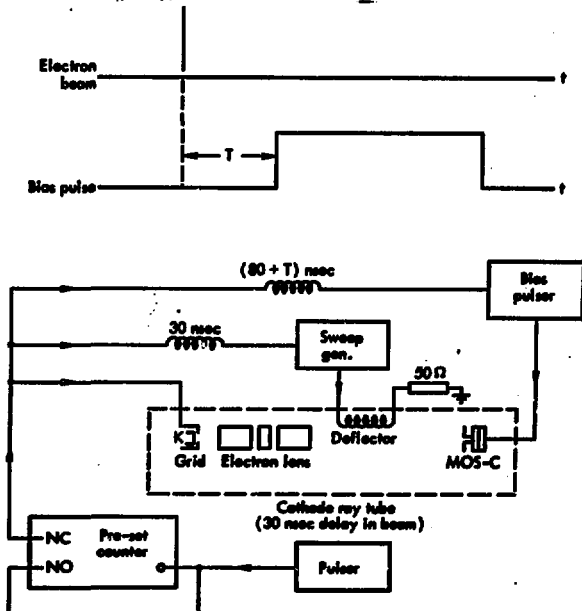 Electron
beam
t
T
Bias pulse
t
(80 + T) nsec
Bias
pulser
30 nsec
Sweep
gen.
50 Ω
K
Deflector
Grid
Electron lens
MOS-C
Cathode ray tube
(30 nsec delay in beam)
NC
Pre-set
counter
NO
Pulser